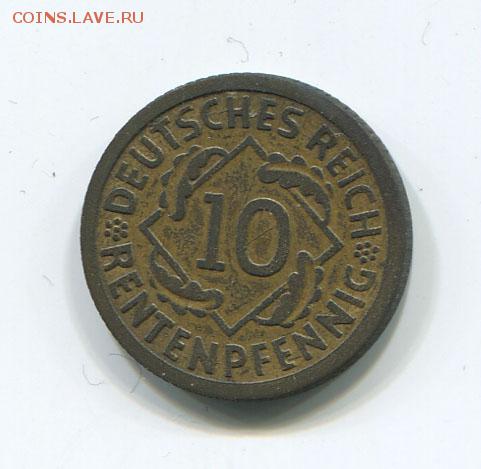 COINS.LAVE.RU
DEUTSCHES REICH
10
RENTENPFENNIG